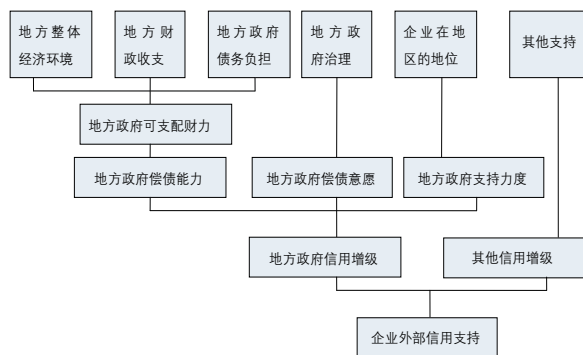 地方整体
经济环境
地方财
政收支
地方政府
债务负担
地方政
府治理
企业在地
区的地位
其他支持
地方政府可支配财力
地方政府偿债能力
地方政府偿债意愿
地方政府支持力度
地方政府信用增级
其他信用增级
企业外部信用支持